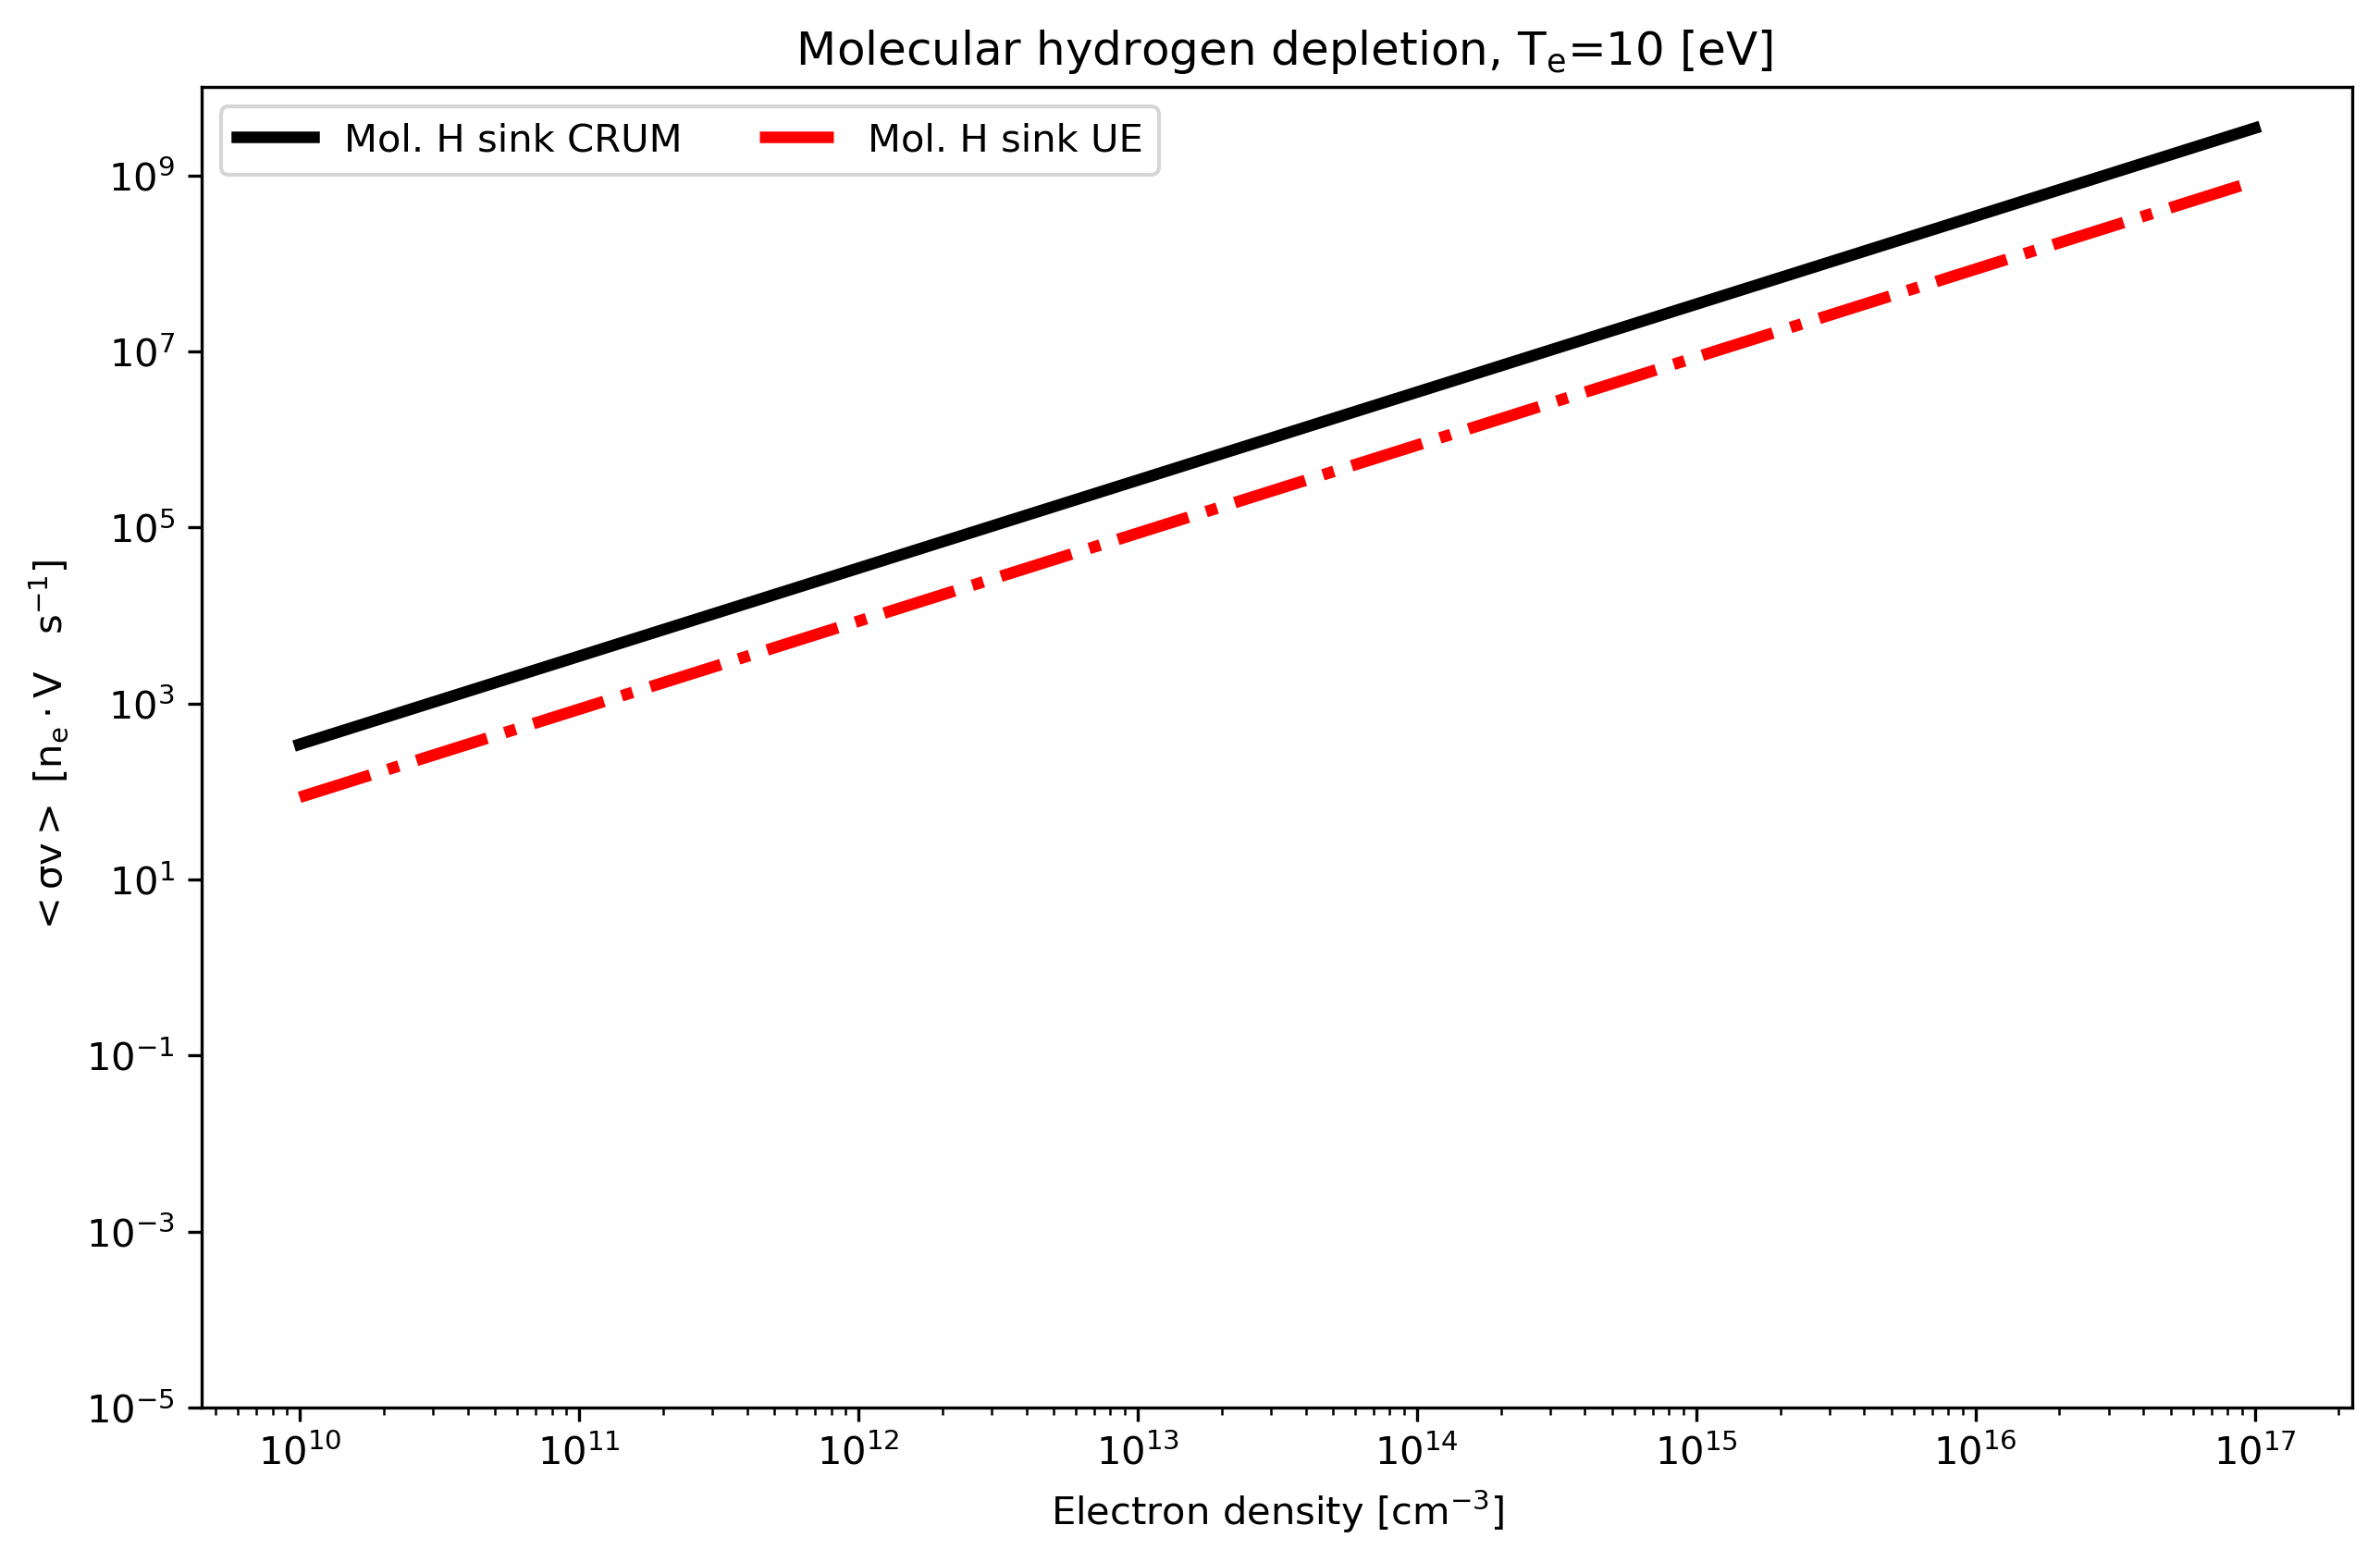 Molecular hydrogen depletion, Tₑ=10 [eV]
Mol. H sink CRUM
Mol. H sink UE
10⁹
10⁷
10⁵
10³
10¹
10⁻¹
10⁻³
10⁻⁵
<σv> [nₑ · V s⁻¹]
10¹⁰ 10¹¹ 10¹² 10¹³ 10¹⁴ 10¹⁵ 10¹⁶ 10¹⁷
Electron density [cm⁻³]